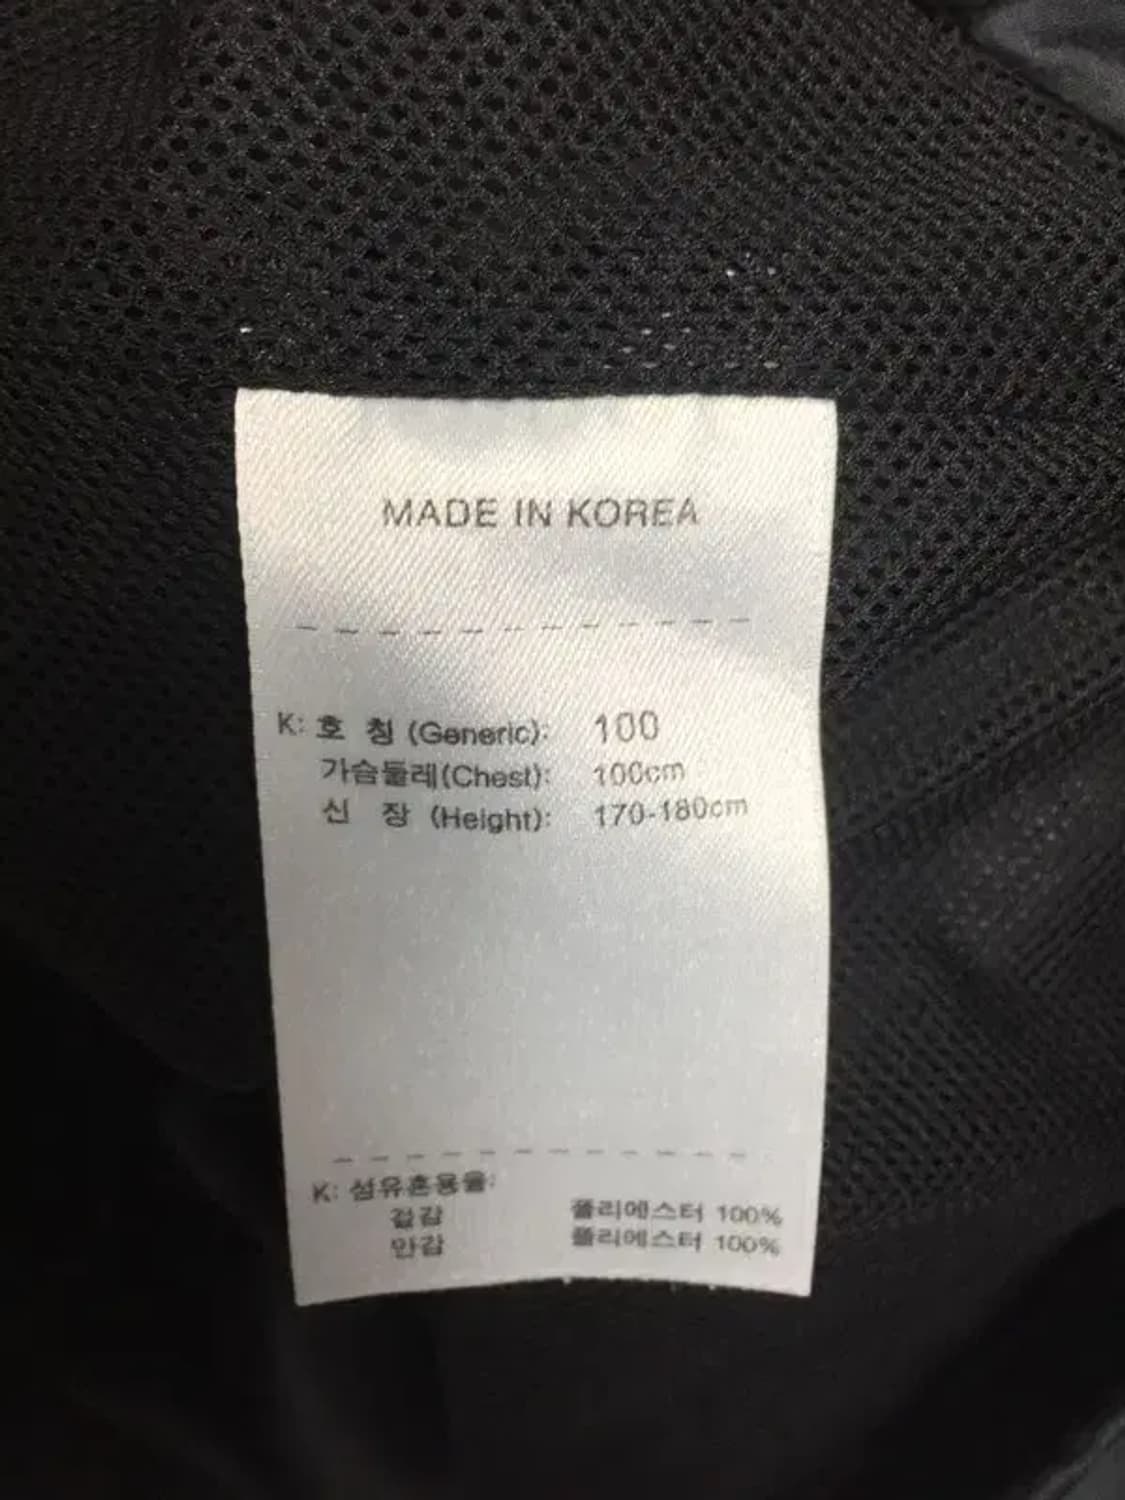 MADE IN KOREA
K: 호 칭 (Generic): 100
가슴둘레(Chest): 100cm
신 장 (Height): 170-180cm
K: 섬유혼용율:
겉감 폴리에스터 100%
안감 폴리에스터 100%